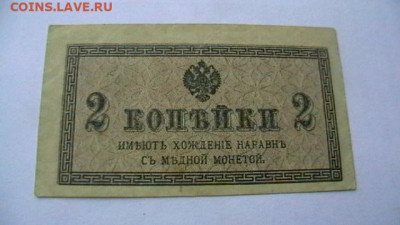 COINS.LAVE.RU
2 КОПѢЙКИ 2
ИМѢЮТЪ ХОЖДЕНІЕ НАРАВНѢ
СЪ МѢДНОЙ МОНЕТОЙ.